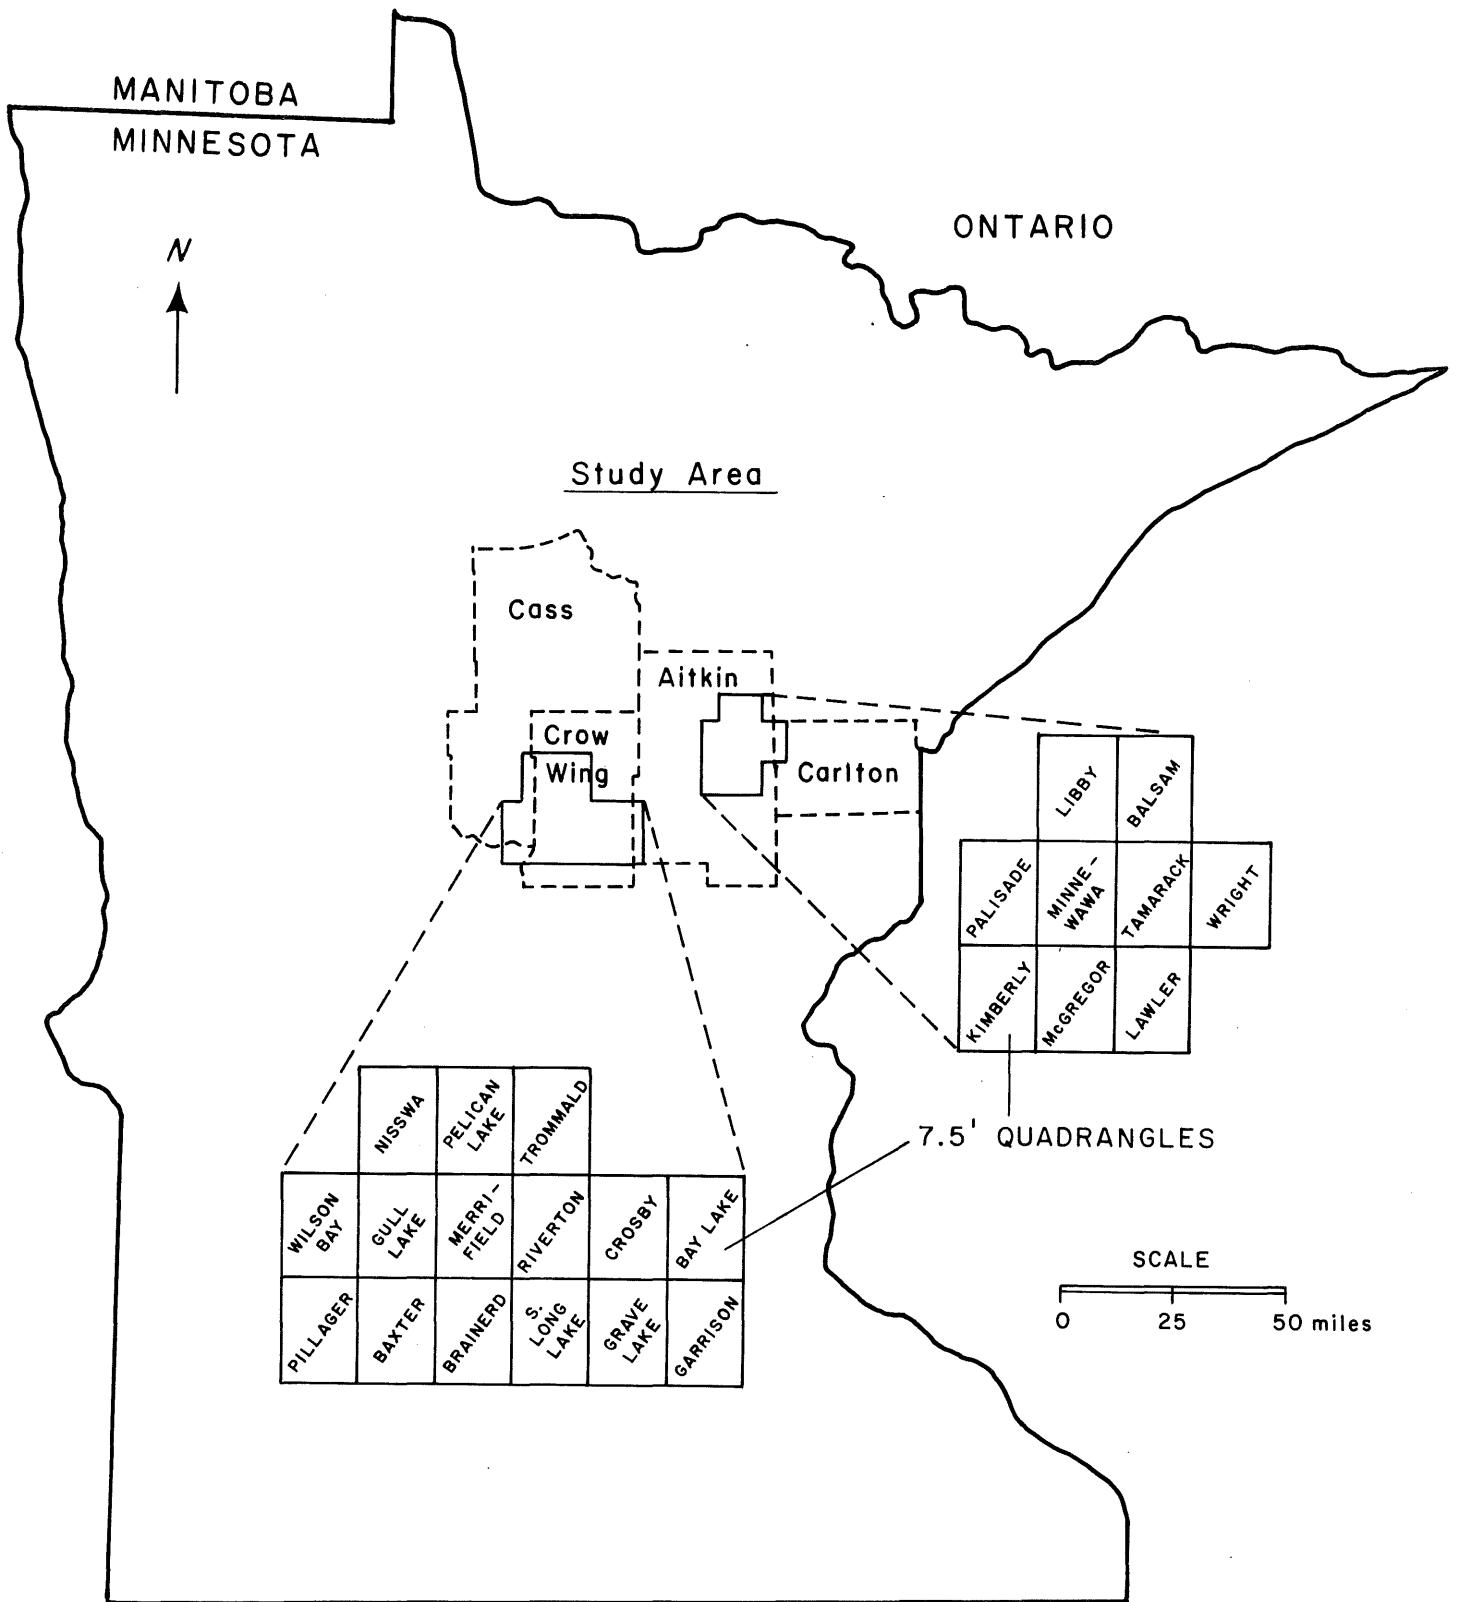 MANITOBA
MINNESOTA
ONTARIO
N
Study Area
Cass
Aitkin
Crow
Wing
Carlton
LIBBY
BALSAM
PALISADE
MINNE-
WAWA
TAMARACK
WRIGHT
KIMBERLY
McGREGOR
LAWLER
7.5' QUADRANGLES
NISSWA
PELICAN
LAKE
TROMMALD
WILSON
BAY
GULL
LAKE
MERRI-
FIELD
RIVERTON
CROSBY
BAY LAKE
PILLAGER
BAXTER
BRAINERD
S.
LONG
LAKE
GRAVE
LAKE
GARRISON
SCALE
0 25 50 miles